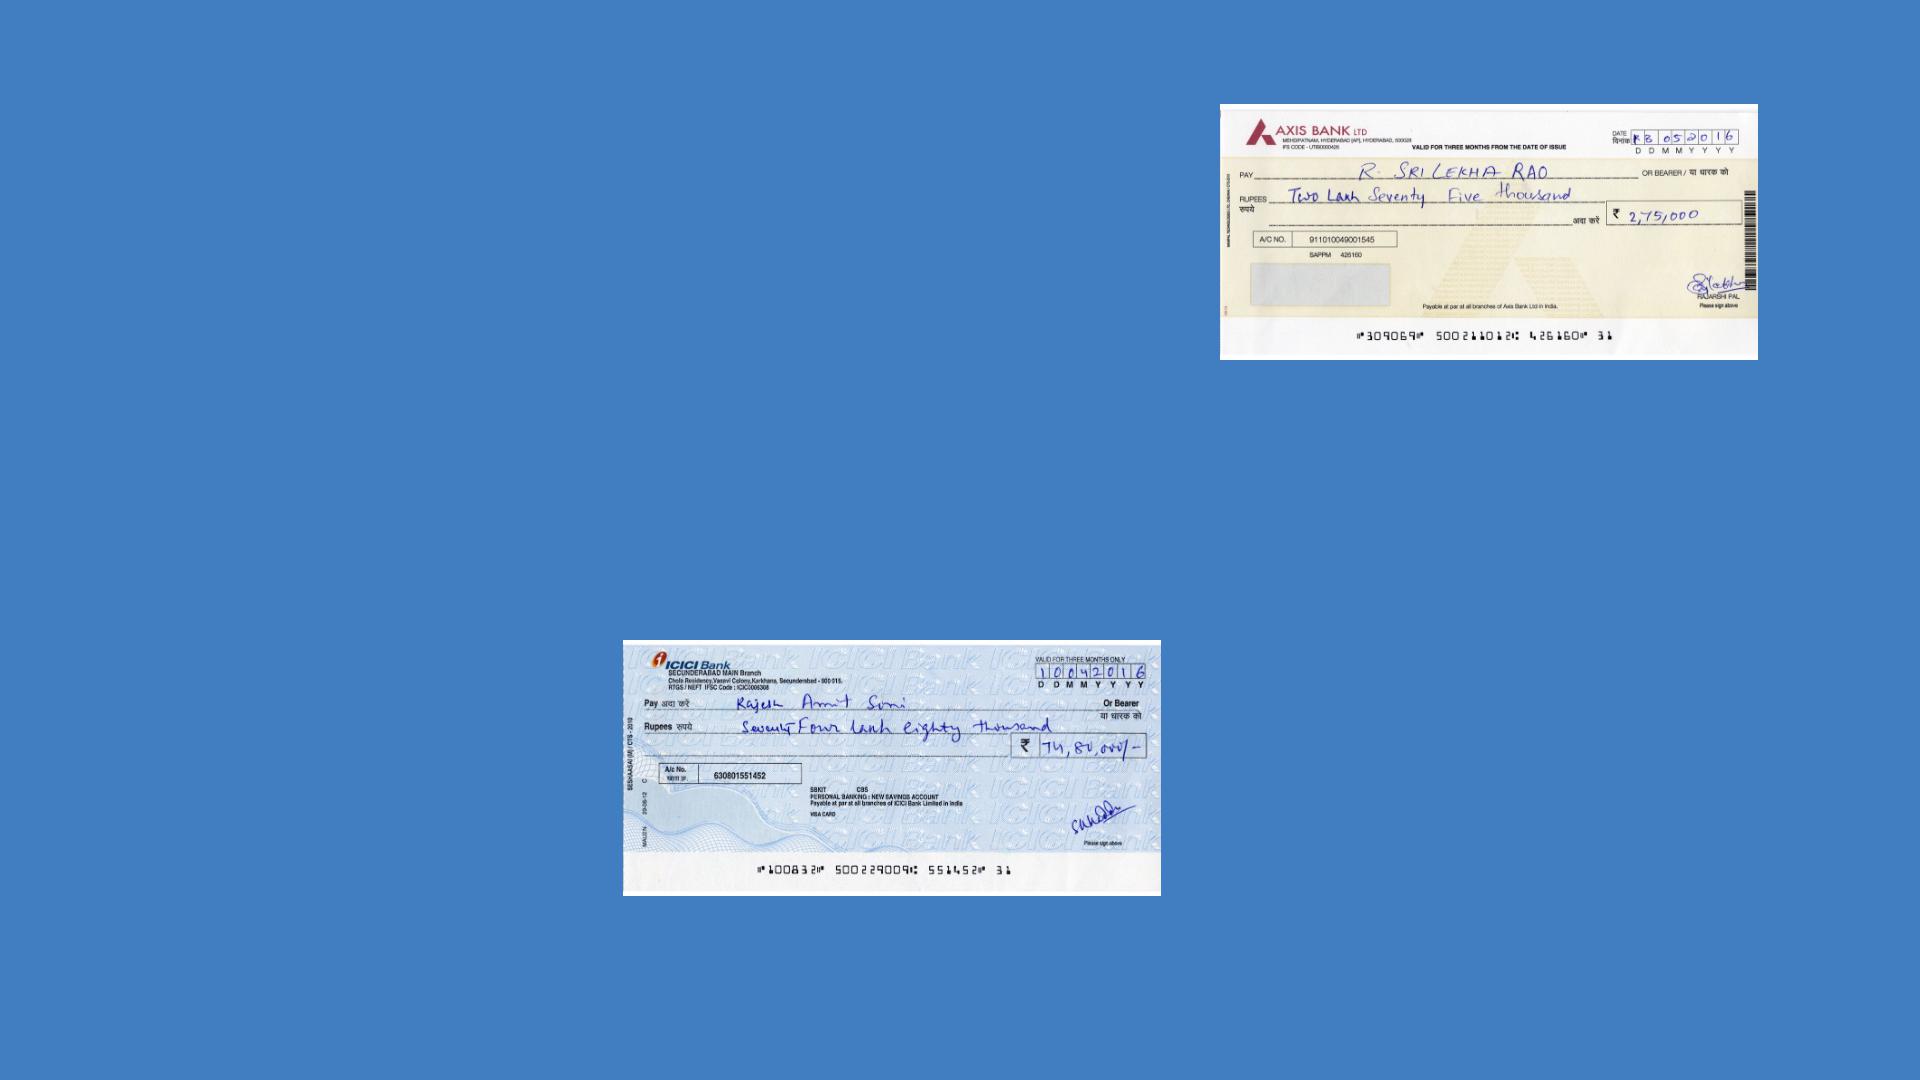 AXIS BANK LTD
MEHDIPATNAM, HYDERABAD (AP), HYDERABAD, 500028
IFS CODE - UTIB0000426
VALID FOR THREE MONTHS FROM THE DATE OF ISSUE
DATE दिनांक 052016
D D M M Y Y Y Y
PAY R. SRILEKHA RAO OR BEARER / या धारक को
RUPEES रुपये Two Lakh Seventy Five thousand
अदा करें ₹ 2,75,000
A/C NO. 911010049001545
SAPPM 426160
RAJARSHI PAL
Please sign above
Payable at par at all branches of Axis Bank Ltd in India.
⑈309069⑈ 500211012⑆ 426160⑈ 31
ICICI Bank
SECUNDERABAD MAIN Branch
Chola Residency,Vasavi Colony,Karkhana, Secunderabad - 500 015.
RTGS / NEFT IFSC Code : ICIC0006308
VALID FOR THREE MONTHS ONLY
10042016
D D M M Y Y Y Y
Pay अदा करें Rajesh Amit Soni Or Bearer
या धारक को
Rupees रुपये Seventy Four lakh eighty thousand
₹ 74,80,000/-
A/c No. खाता क्र. 630801551452
SBKIT CBS
PERSONAL BANKING : NEW SAVINGS ACCOUNT
Payable at par at all branches of ICICI Bank Limited in India
VISA CARD
Please sign above
⑈100832⑈ 500229009⑆ 551452⑈ 31
SESHAASAI (M) / CTS - 2010